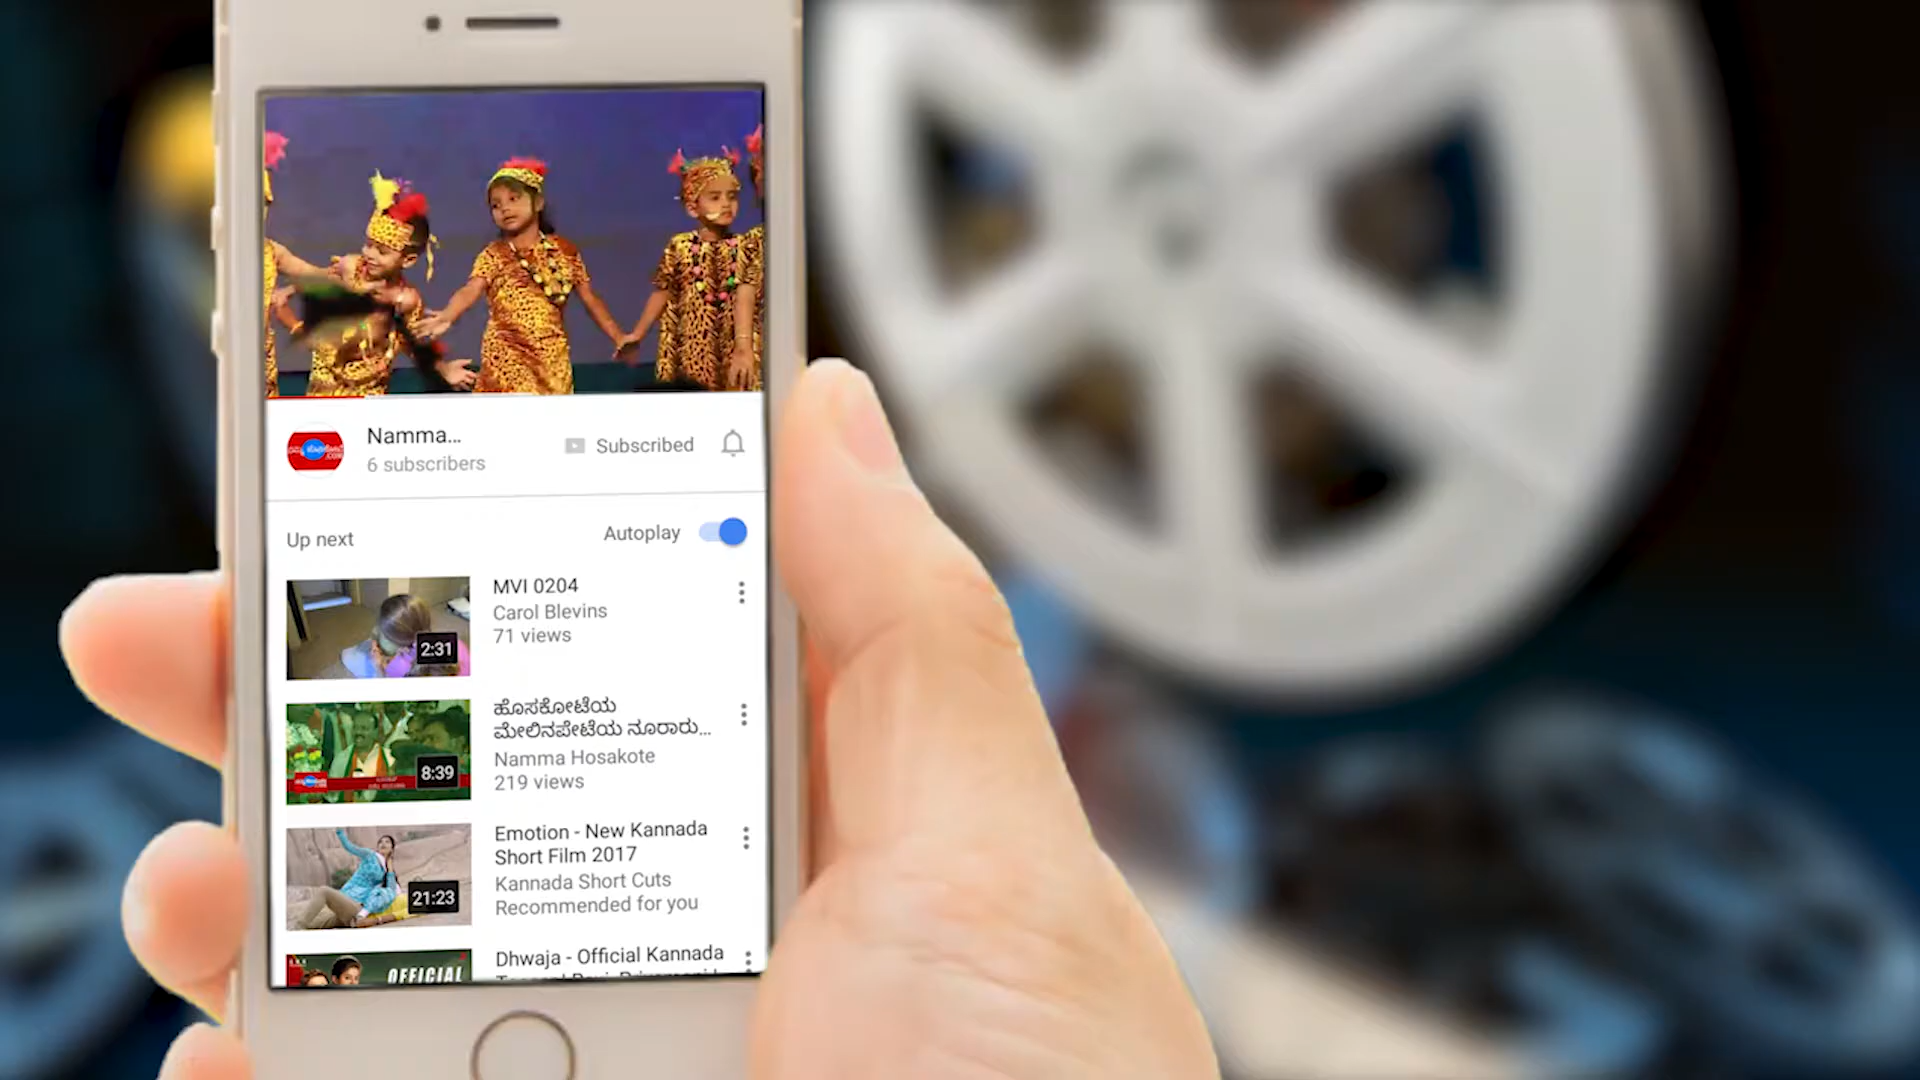 Namma...
6 subscribers
Subscribed
Up next
Autoplay
MVI 0204
Carol Blevins
71 views
2:31
ಹೊಸಕೋಟೆಯ
ಮೇಲಿನಪೇಟೆಯ ನೂರಾರು...
Namma Hosakote
219 views
8:39
Emotion - New Kannada
Short Film 2017
Kannada Short Cuts
Recommended for you
21:23
Dhwaja - Official Kannada
OFFICIAL